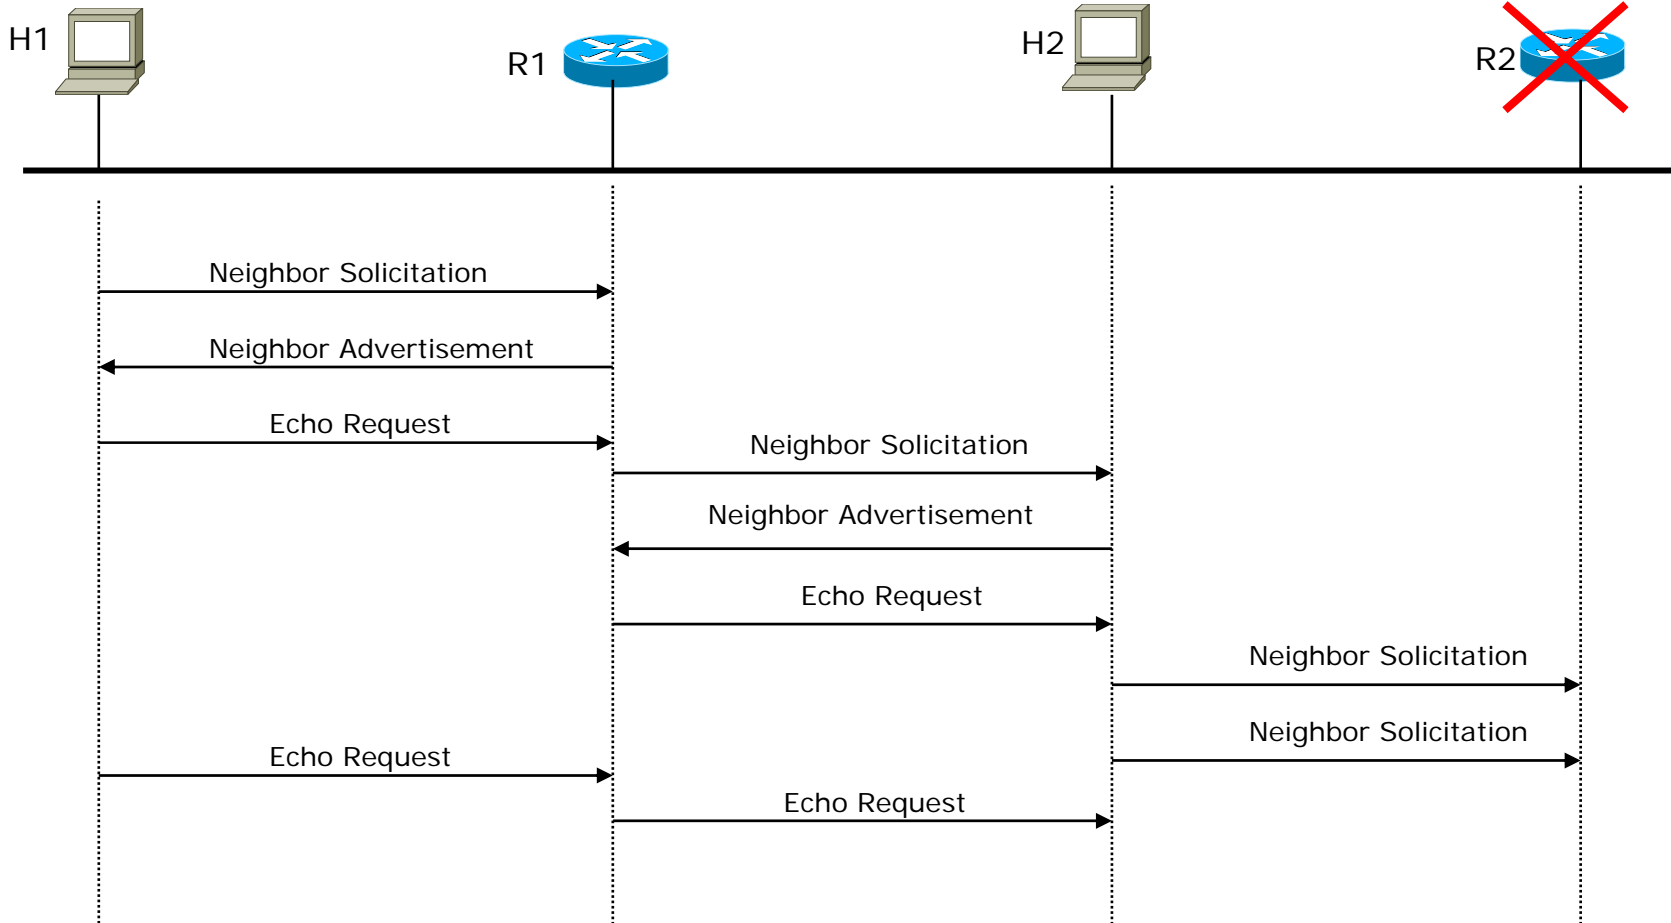 H1
R1
H2
R2
Neighbor Solicitation
Neighbor Advertisement
Echo Request
Neighbor Solicitation
Neighbor Advertisement
Echo Request
Neighbor Solicitation
Neighbor Solicitation
Echo Request
Echo Request